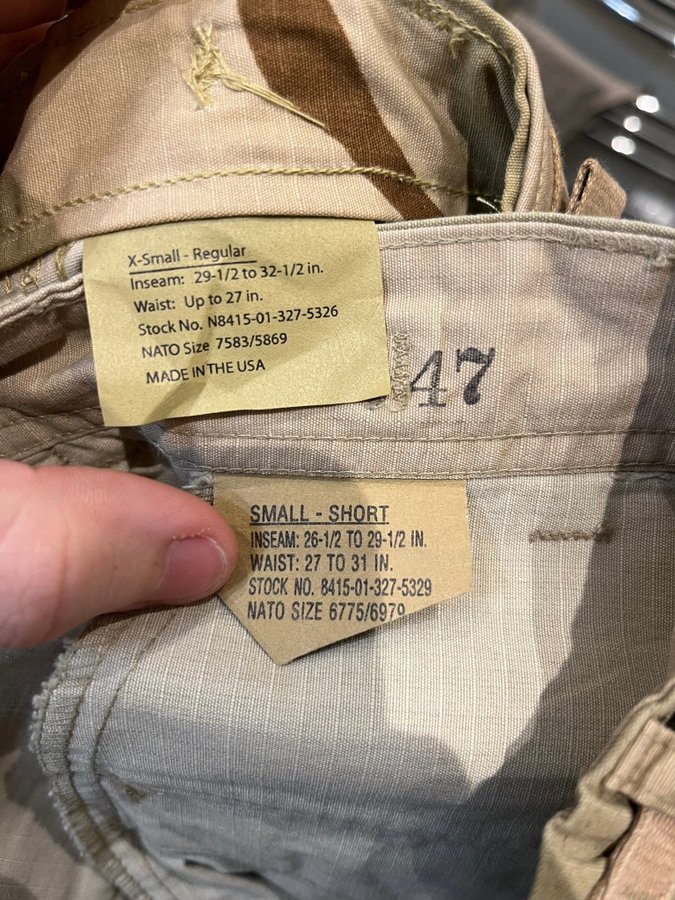 X-Small - Regular
Inseam: 29-1/2 to 32-1/2 in.
Waist: Up to 27 in.
Stock No. N8415-01-327-5326
NATO Size 7583/5869
MADE IN THE USA
47
SMALL - SHORT
INSEAM: 26-1/2 TO 29-1/2 IN.
WAIST: 27 TO 31 IN.
STOCK NO. 8415-01-327-5329
NATO SIZE 6775/6979